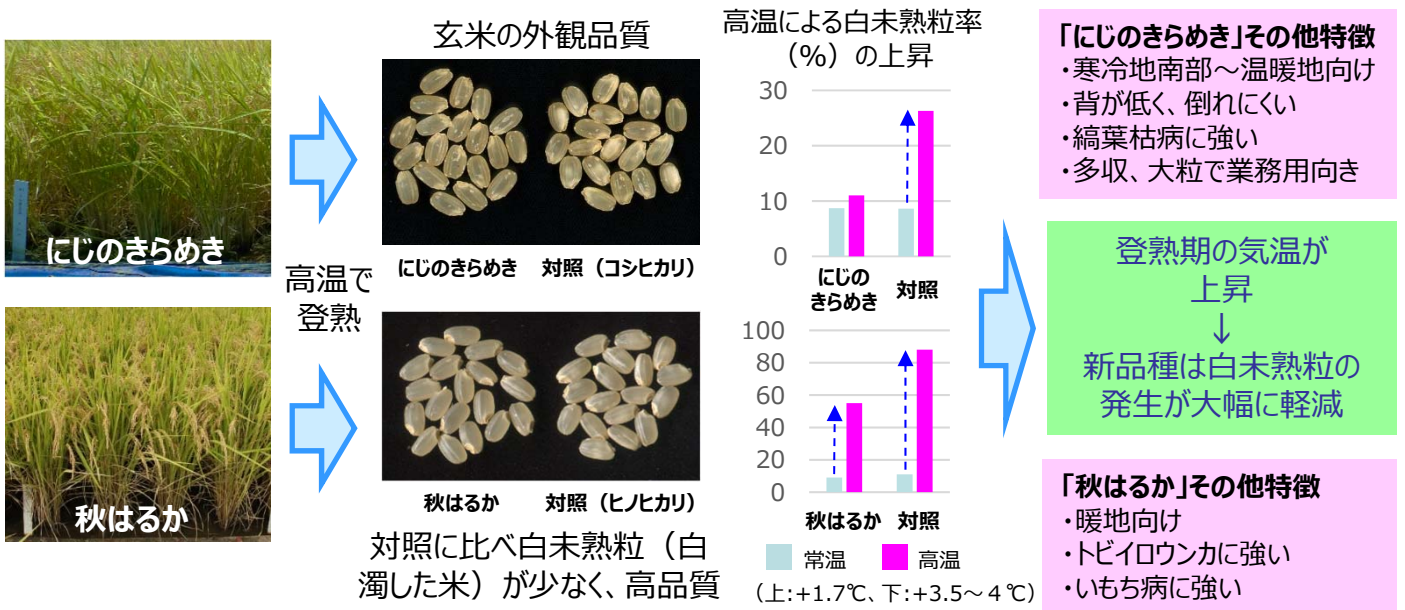 にじのきらめき
秋はるか
高温で
登熟
玄米の外観品質
にじのきらめき 対照（コシヒカリ）
秋はるか 対照（ヒノヒカリ）
対照に比べ白未熟粒（白
濁した米）が少なく、高品質
高温による白未熟粒率
（%）の上昇
30
20
10
0
にじの
きらめき
対照
100
80
60
40
20
0
秋はるか
対照
常温 高温
（上:+1.7℃、下:+3.5～4℃）
「にじのきらめき」その他特徴
・寒冷地南部～温暖地向け
・背が低く、倒れにくい
・縞葉枯病に強い
・多収、大粒で業務用向き
登熟期の気温が
上昇
↓
新品種は白未熟粒の
発生が大幅に軽減
「秋はるか」その他特徴
・暖地向け
・トビイロウンカに強い
・いもち病に強い